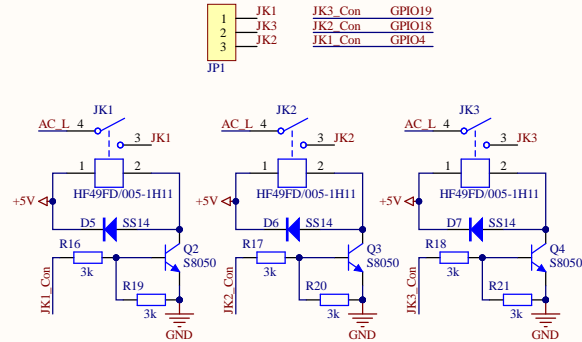 1 JK1
2 JK3
3 JK2
JP1
JK3_Con GPIO19
JK2_Con GPIO18
JK1_Con GPIO4
JK1
AC_L 4
3 JK1
1 2
HF49FD/005-1H11
+5V
D5 SS14
R16
3k
Q2
S8050
R19
3k
JK1_Con
GND
JK2
AC_L 4
3 JK2
1 2
HF49FD/005-1H11
+5V
D6 SS14
R17
3k
Q3
S8050
R20
3k
JK2_Con
GND
JK3
AC_L 4
3 JK3
1 2
HF49FD/005-1H11
+5V
D7 SS14
R18
3k
Q4
S8050
R21
3k
JK3_Con
GND